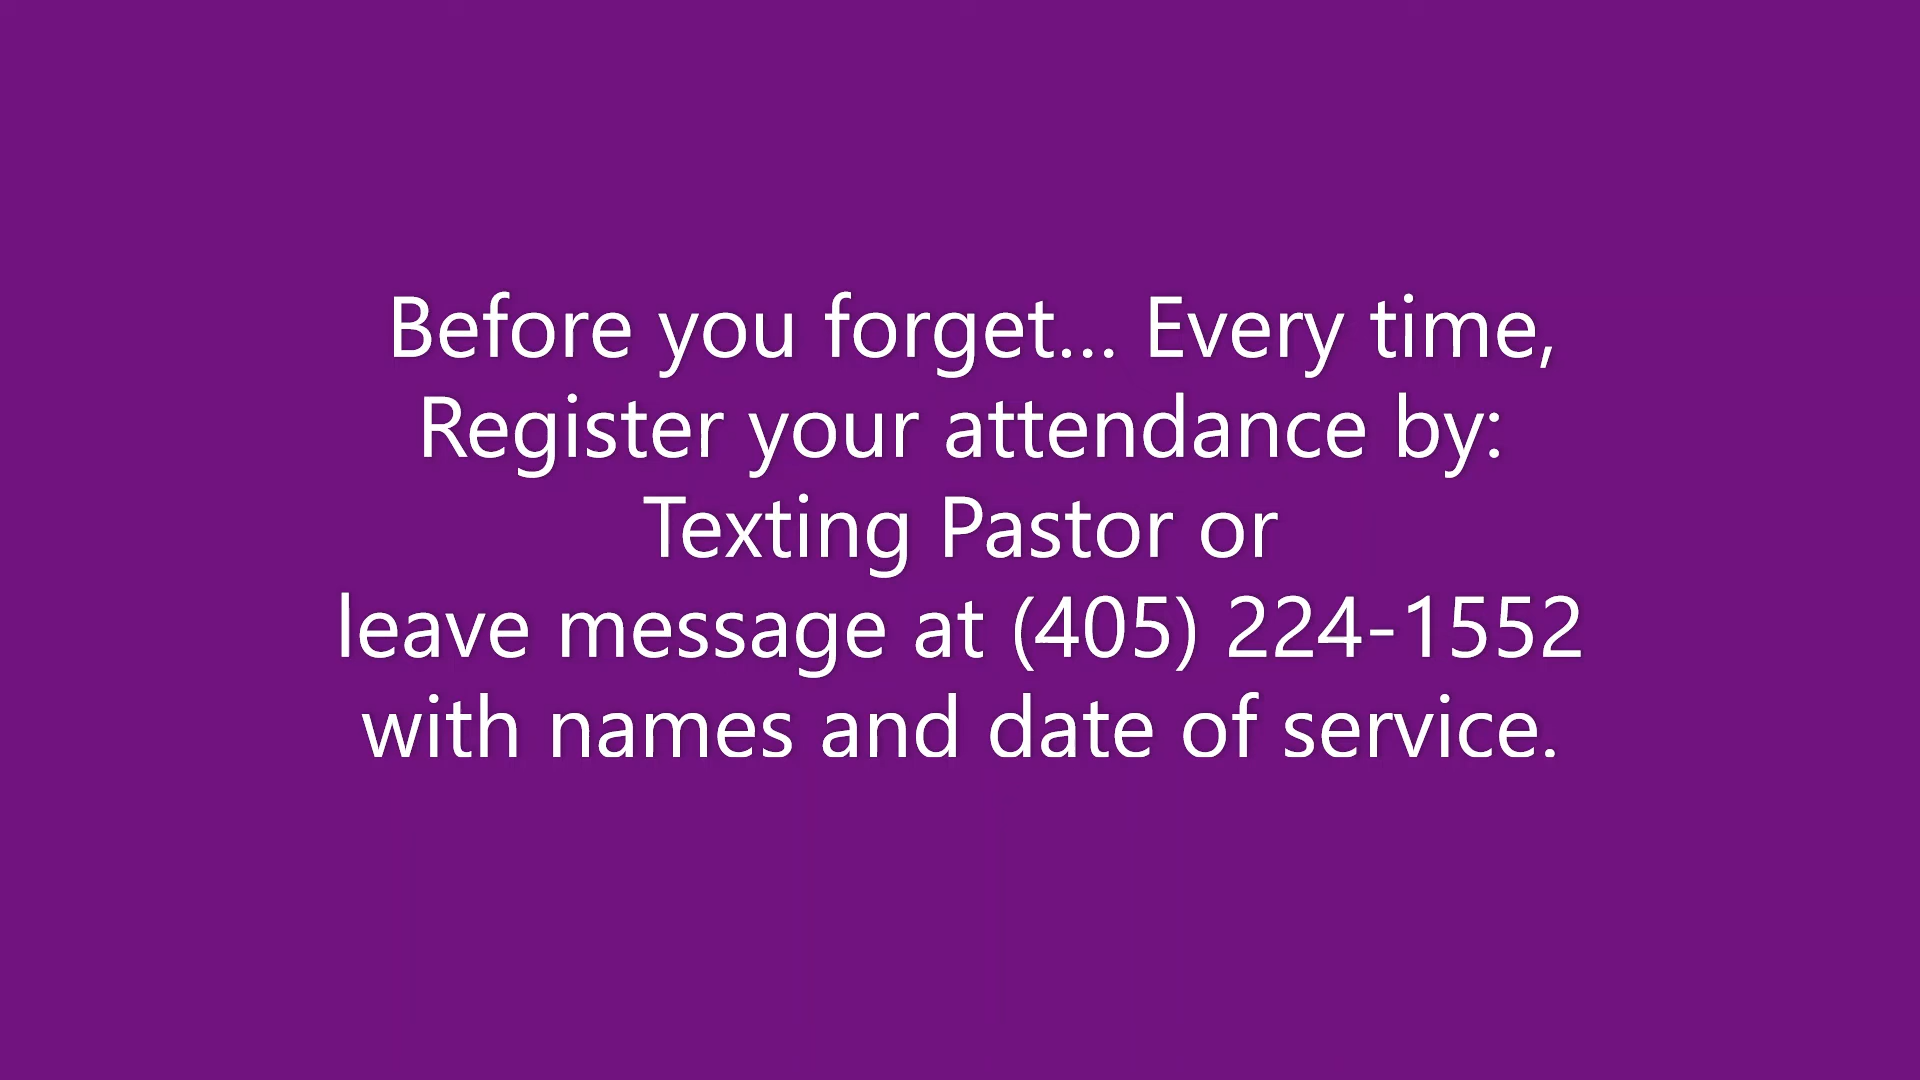 Before you forget... Every time,
Register your attendance by:
Texting Pastor or
leave message at (405) 224-1552
with names and date of service.